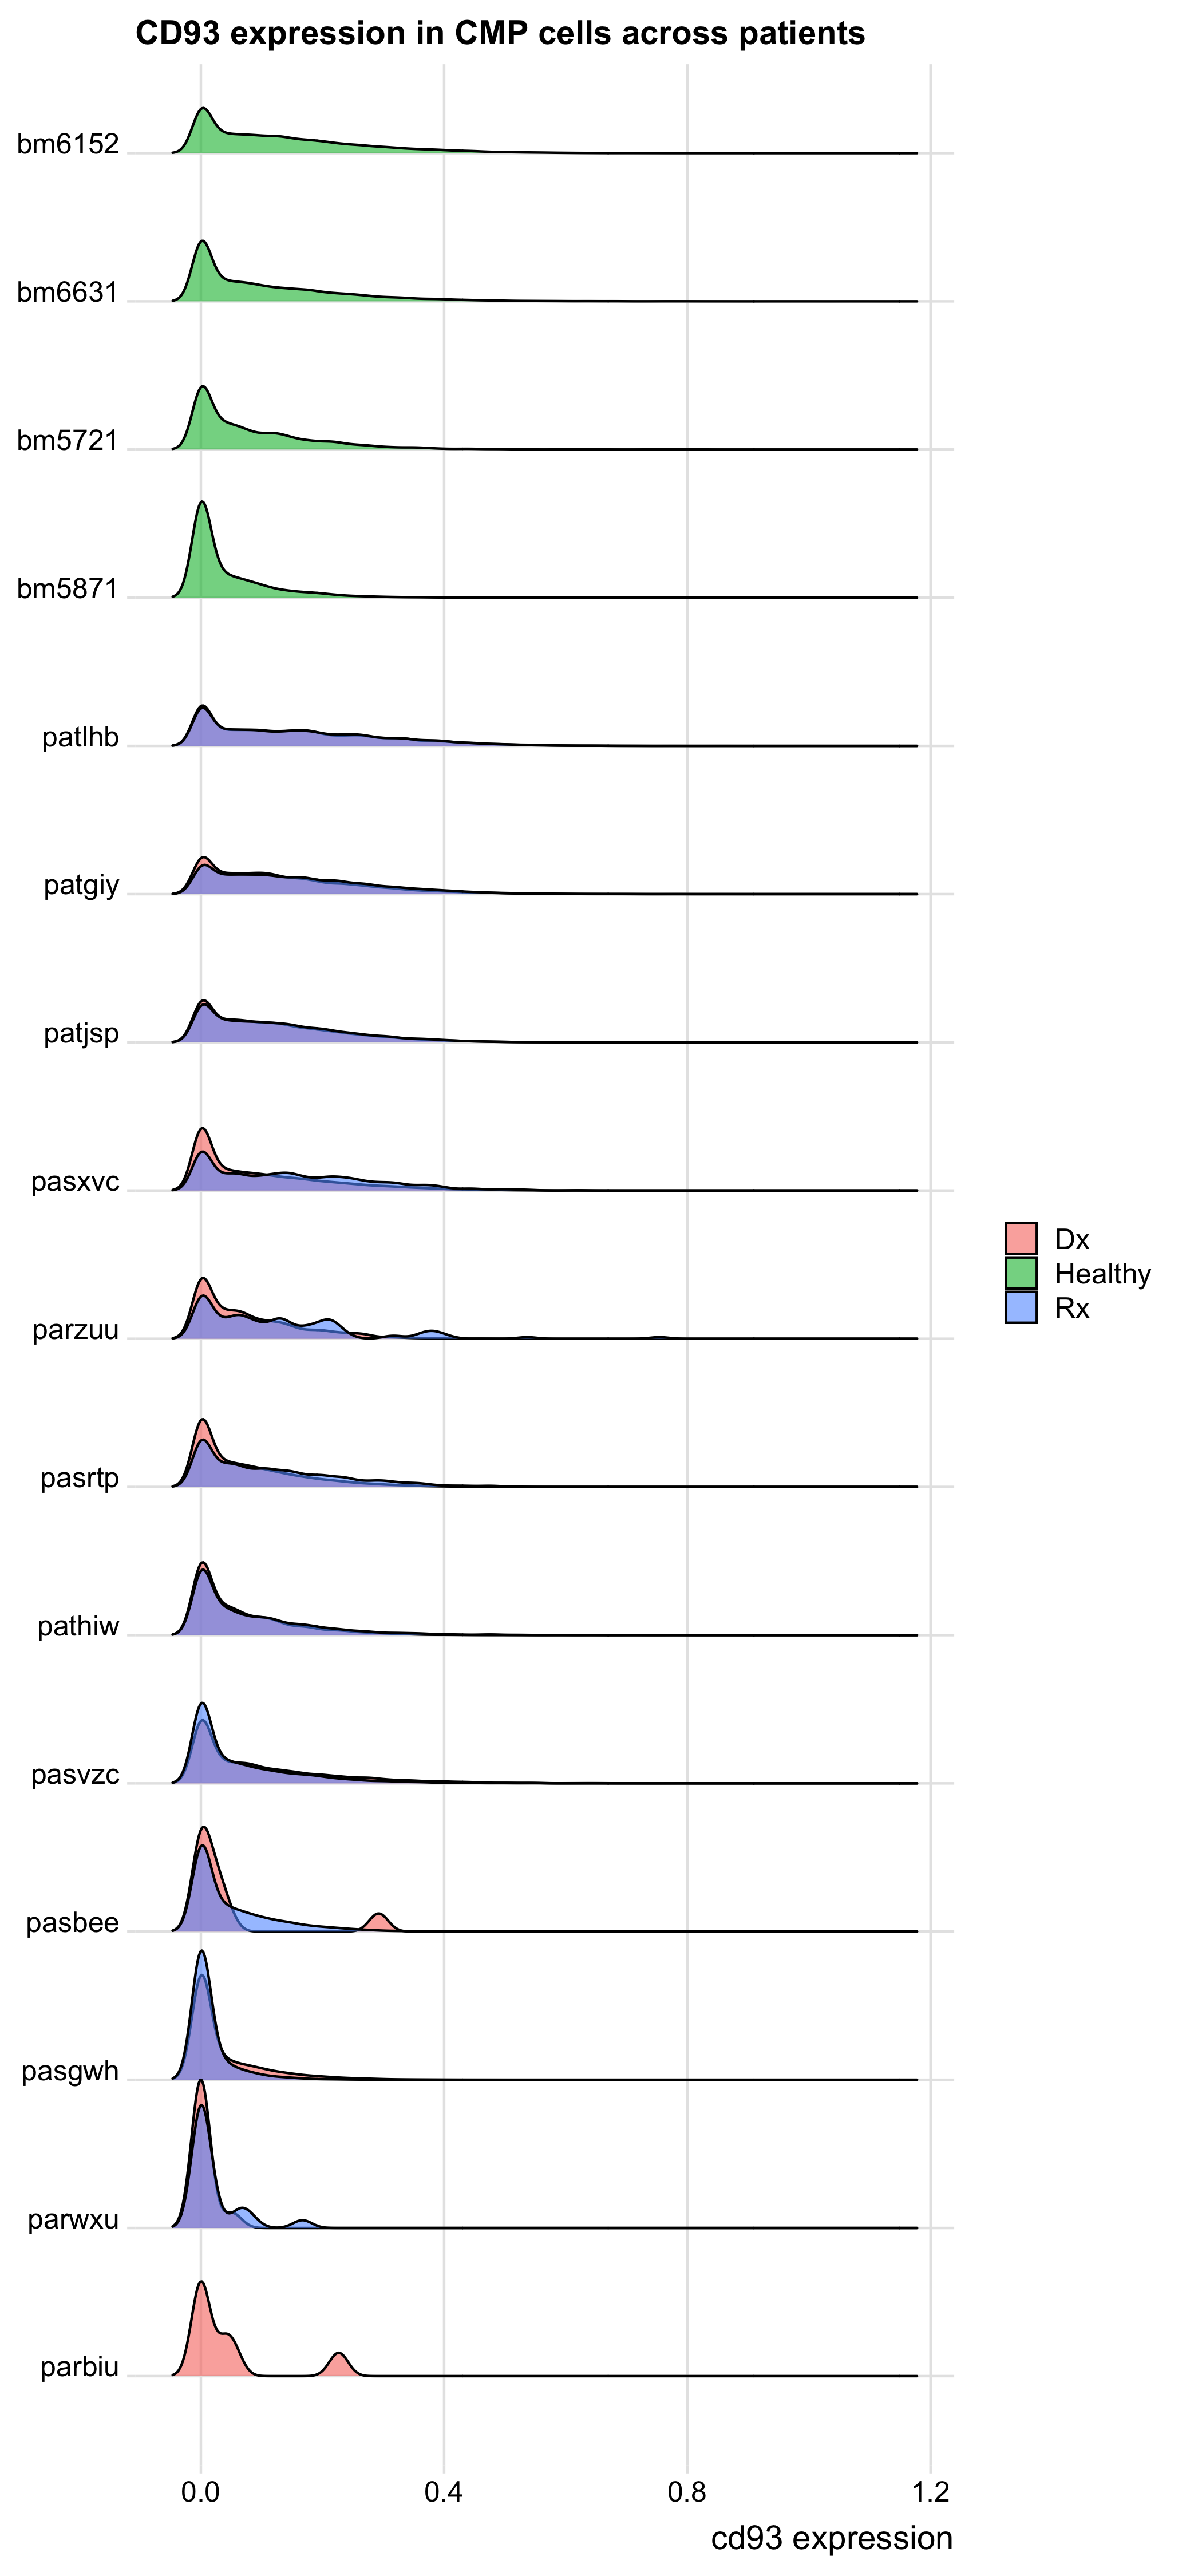 CD93 expression in CMP cells across patients
bm6152
bm6631
bm5721
bm5871
patlhb
patgiy
patjsp
pasxvc
parzuu
pasrtp
pathiw
pasvzc
pasbee
pasgwh
parwxu
parbiu
0.0 0.4 0.8 1.2
cd93 expression
Dx
Healthy
Rx